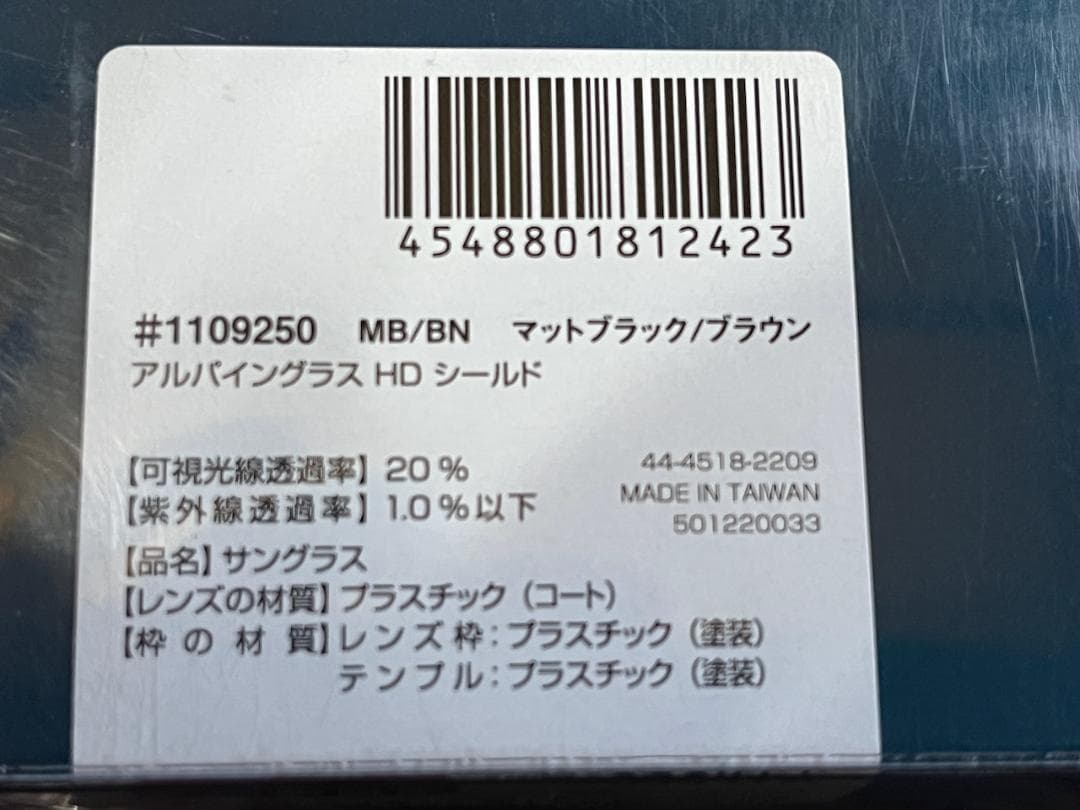 4548801812423
#1109250 MB/BN マットブラック/ブラウン
アルパイングラス HD シールド
【可視光線透過率】 20%
【紫外線透過率】 1.0%以下
44-4518-2209
MADE IN TAIWAN
501220033
【品名】サングラス
【レンズの材質】プラスチック（コート）
【枠の材質】レンズ枠：プラスチック（塗装）
テンプル：プラスチック（塗装）